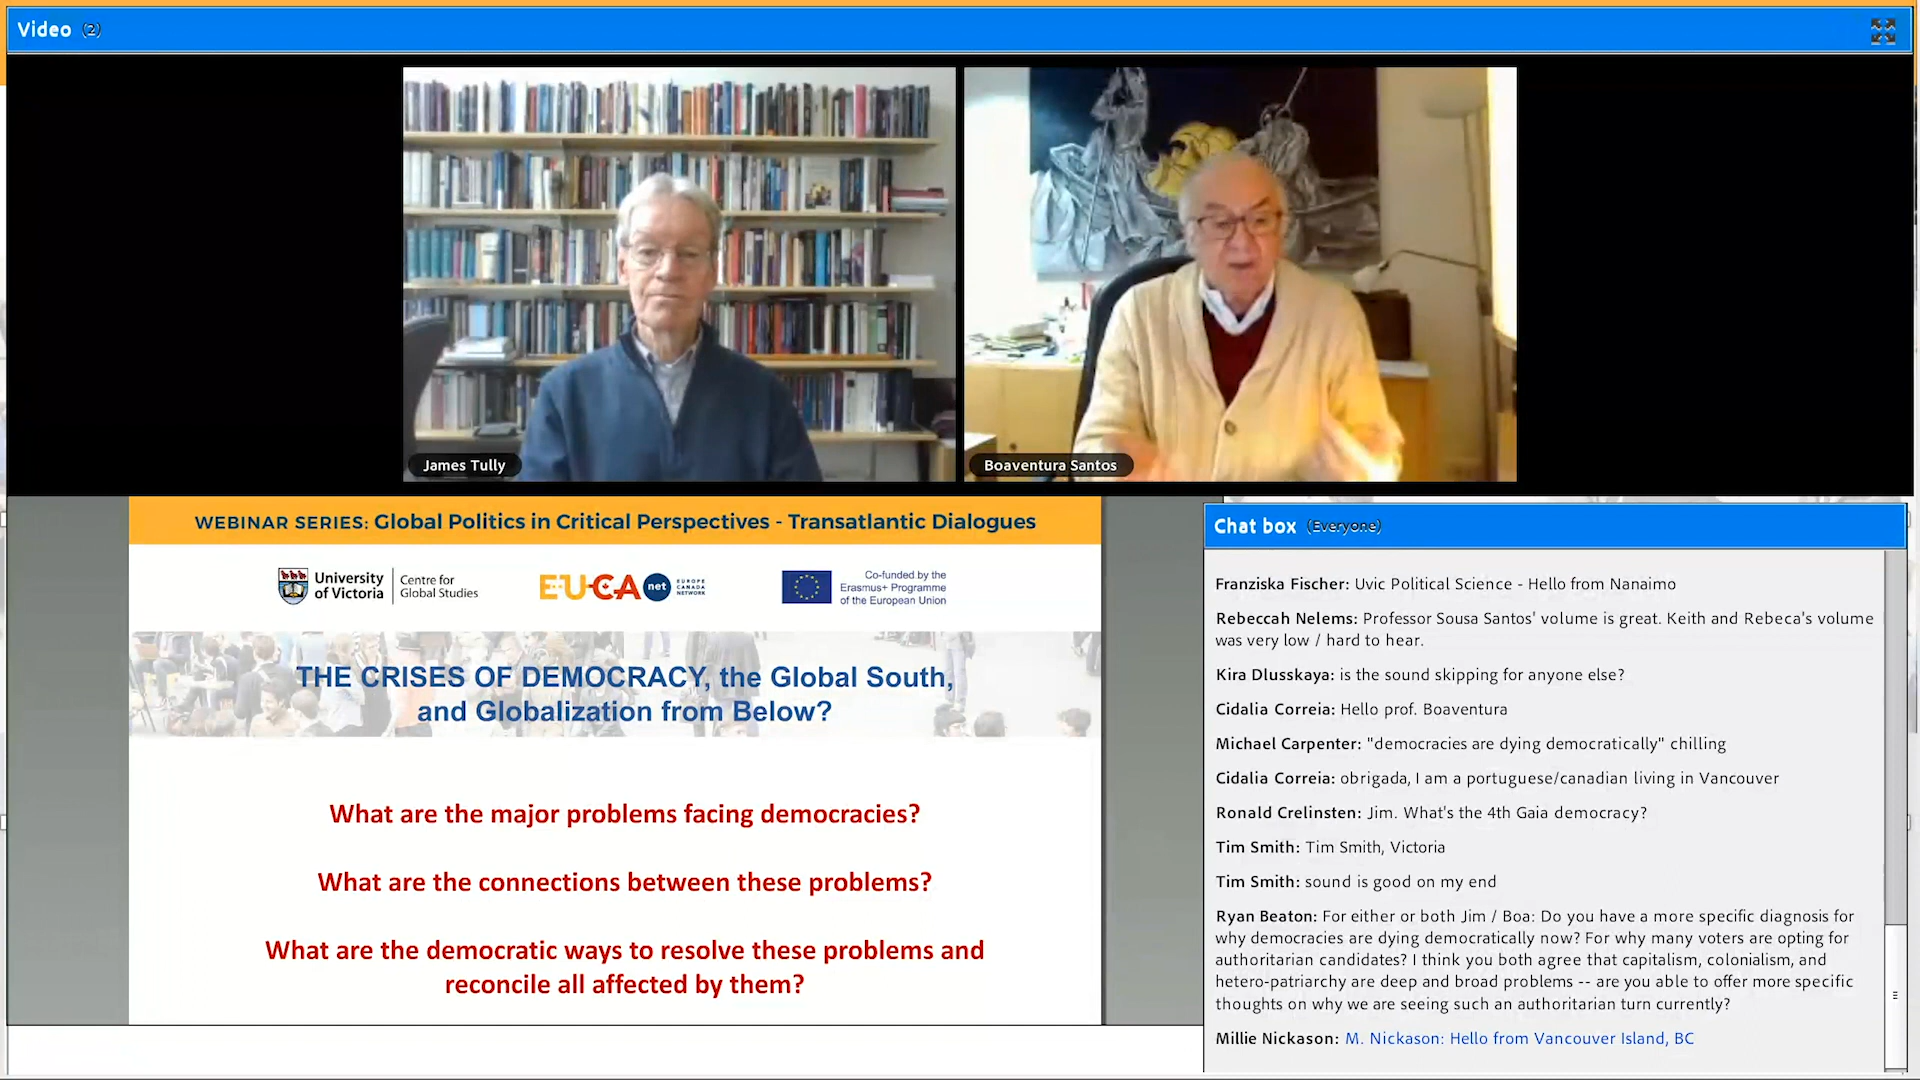 Video (2)
James Tully
Boaventura Santos
WEBINAR SERIES: Global Politics in Critical Perspectives - Transatlantic Dialogues
University
of Victoria
Centre for
Global Studies
EUCA
net
EUROPE
CANADA
NETWORK
Co-funded by the
Erasmus+ Programme
of the European Union
THE CRISES OF DEMOCRACY, the Global South,
and Globalization from Below?
What are the major problems facing democracies?
What are the connections between these problems?
What are the democratic ways to resolve these problems and
reconcile all affected by them?
Chat box (Everyone)
Franziska Fischer: Uvic Political Science - Hello from Nanaimo
Rebeccah Nelems: Professor Sousa Santos' volume is great. Keith and Rebeca's volume
was very low / hard to hear.
Kira Dlusskaya: is the sound skipping for anyone else?
Cidalia Correia: Hello prof. Boaventura
Michael Carpenter: "democracies are dying democratically" chilling
Cidalia Correia: obrigada, I am a portuguese/canadian living in Vancouver
Ronald Crelinsten: Jim. What's the 4th Gaia democracy?
Tim Smith: Tim Smith, Victoria
Tim Smith: sound is good on my end
Ryan Beaton: For either or both Jim / Boa: Do you have a more specific diagnosis for
why democracies are dying democratically now? For why many voters are opting for
authoritarian candidates? I think you both agree that capitalism, colonialism, and
hetero-patriarchy are deep and broad problems -- are you able to offer more specific
thoughts on why we are seeing such an authoritarian turn currently?
Millie Nickason: M. Nickason: Hello from Vancouver Island, BC